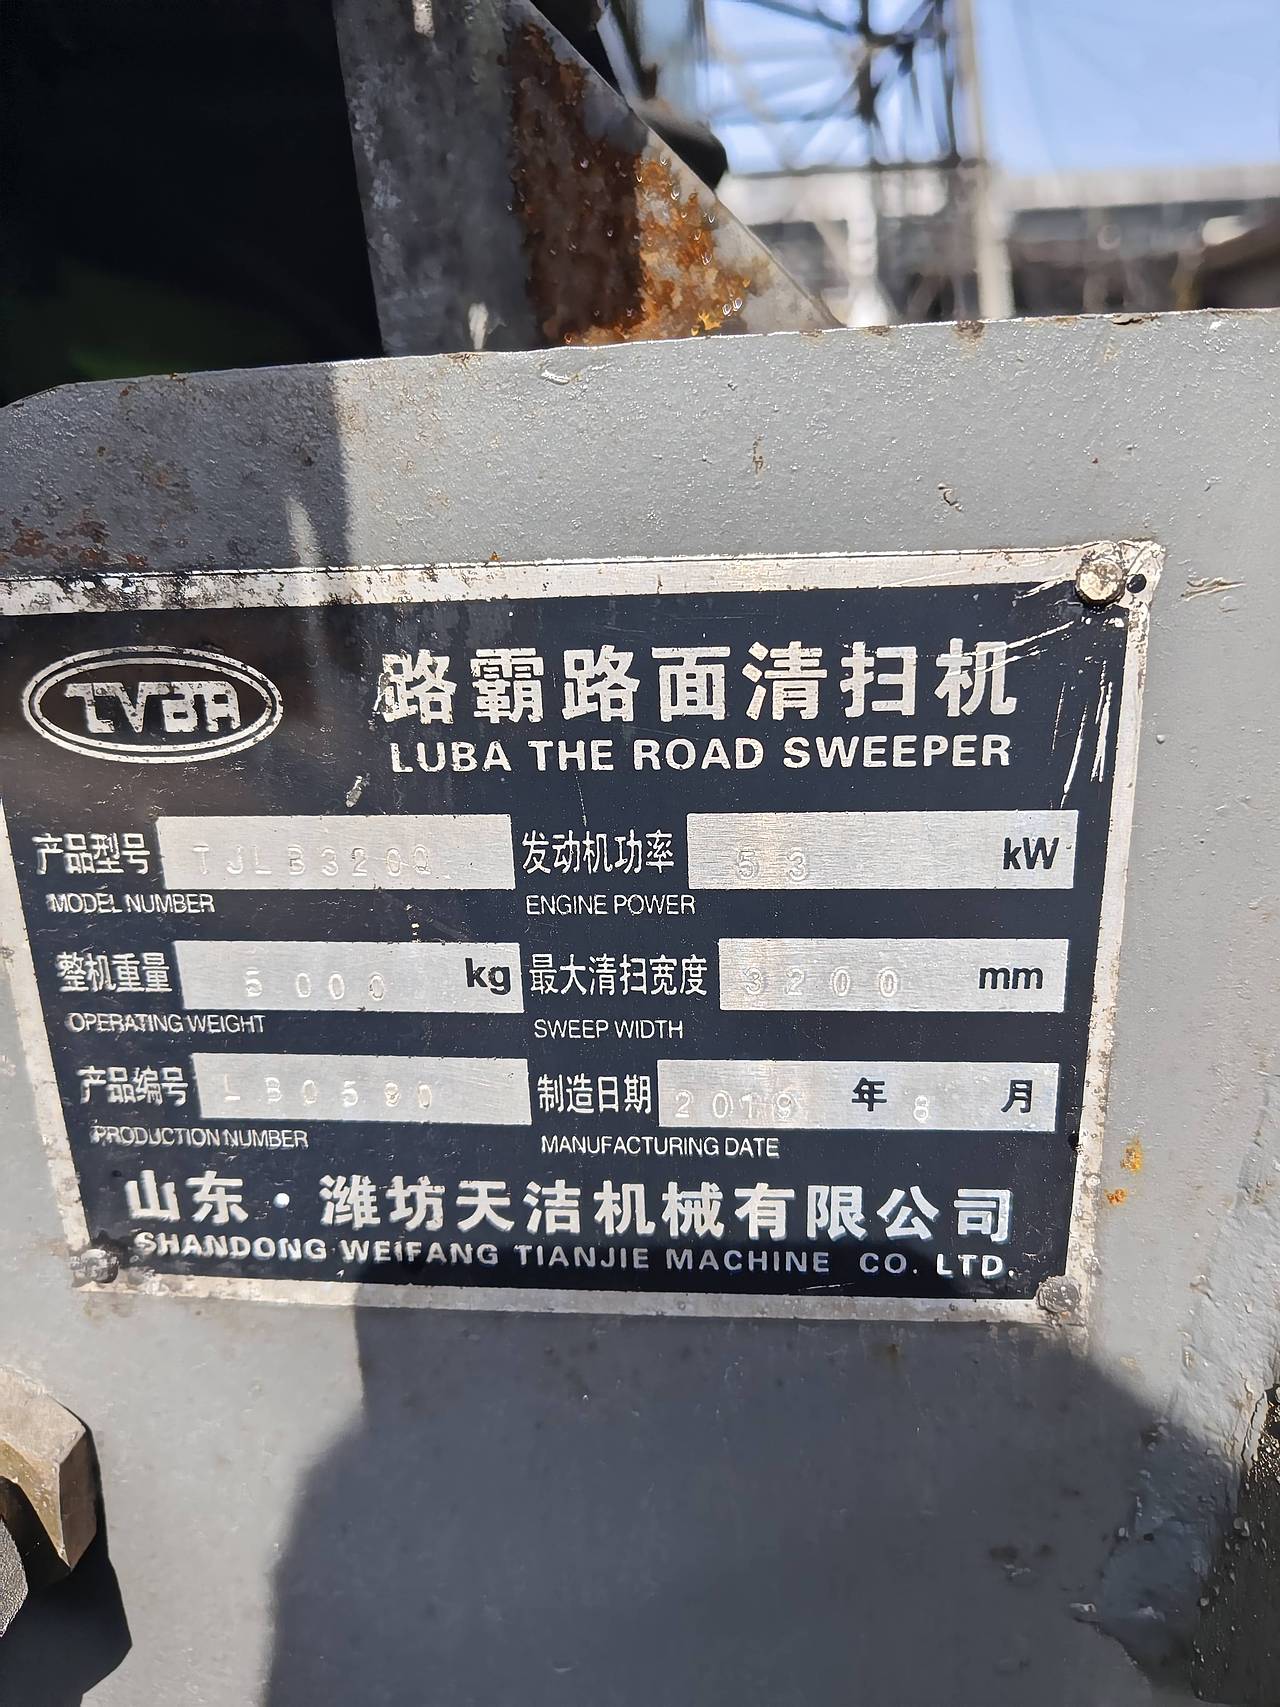 路霸路面清扫机
LUBA THE ROAD SWEEPER
产品型号 TJLB320Q 发动机功率 53 kW
MODEL NUMBER ENGINE POWER
整机重量 5000 kg 最大清扫宽度 3200 mm
OPERATING WEIGHT SWEEP WIDTH
产品编号 LB0590 制造日期 2019 年 8 月
PRODUCTION NUMBER MANUFACTURING DATE
山东·潍坊天洁机械有限公司
SHANDONG·WEIFANG TIANJIE MACHINE CO. LTD.